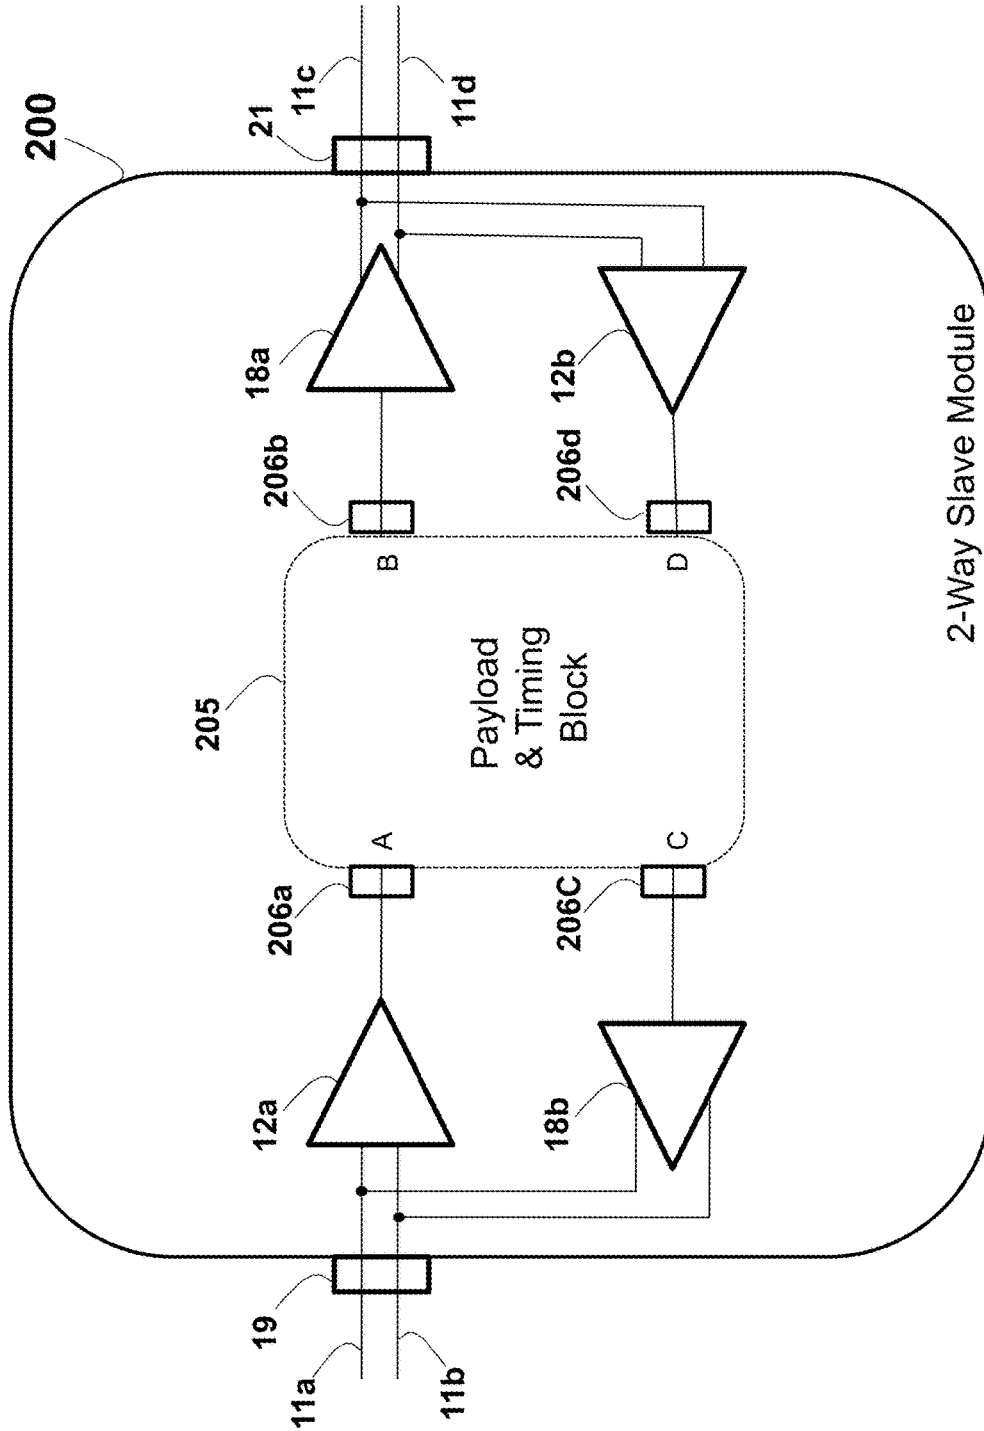 200
11a
11b
19
12a
18b
206a
206C
A
C
205
Payload
& Timing
Block
B
D
206b
206d
18a
12b
21
11c
11d
2-Way Slave Module